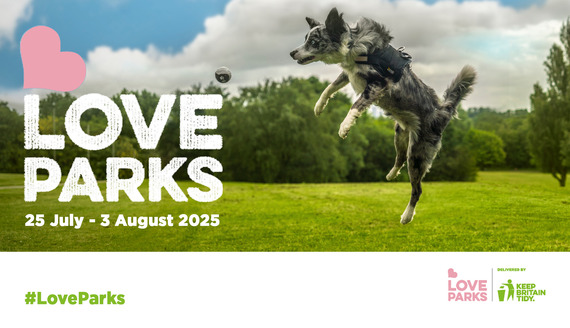 LOVE
PARKS
25 July - 3 August 2025
#LoveParks
LOVE
PARKS
DELIVERED BY
KEEP
BRITAIN
TIDY.